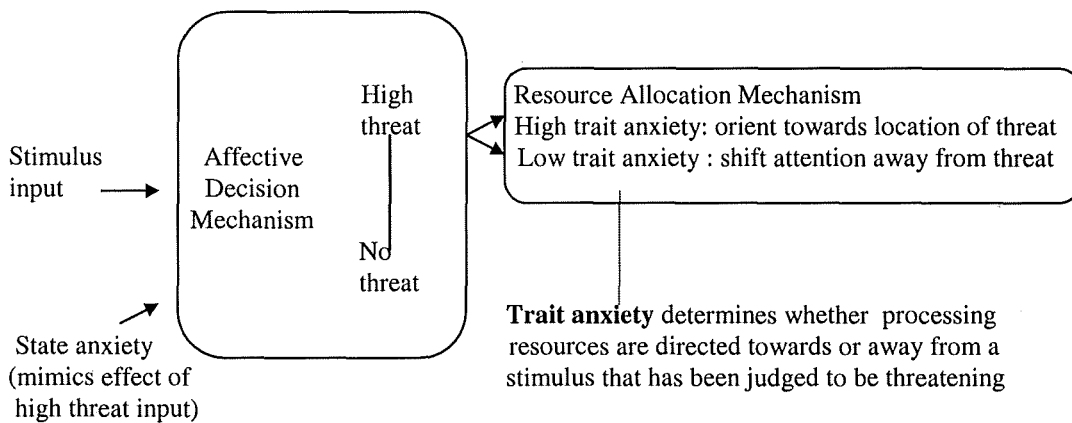 Stimulus
input
State anxiety
(mimics effect of
high threat input)
Affective
Decision
Mechanism
High
threat
No
threat
Resource Allocation Mechanism
High trait anxiety: orient towards location of threat
Low trait anxiety : shift attention away from threat
Trait anxiety determines whether processing
resources are directed towards or away from a
stimulus that has been judged to be threatening